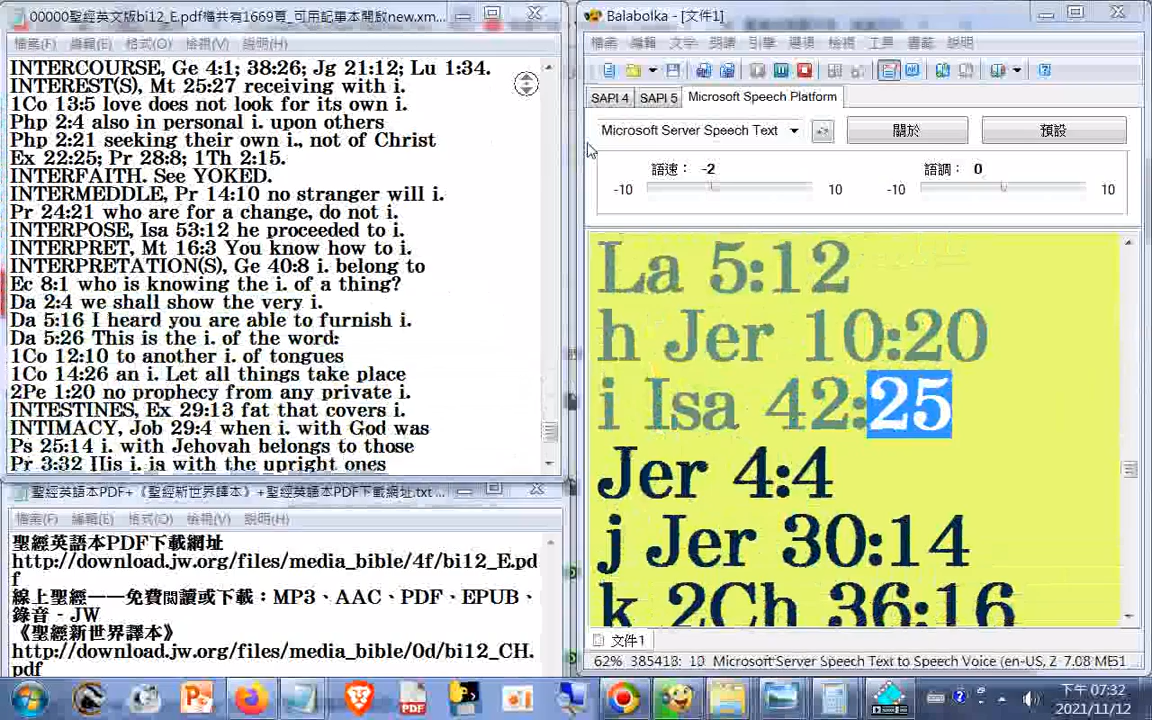 00000聖經英文版bi12_E.pdf檔共有1669頁_可用記事本開啟new.xm...
檔案(F) 編輯(E) 格式(O) 檢視(V) 說明(H)
INTERCOURSE, Ge 4:1; 38:26; Jg 21:12; Lu 1:34.
INTEREST(S), Mt 25:27 receiving with i.
1Co 13:5 love does not look for its own i.
Php 2:4 also in personal i. upon others
Php 2:21 seeking their own i., not of Christ
Ex 22:25; Pr 28:8; 1Th 2:15.
INTERFAITH. See YOKED.
INTERMEDDLE, Pr 14:10 no stranger will i.
Pr 24:21 who are for a change, do not i.
INTERPOSE, Isa 53:12 he proceeded to i.
INTERPRET, Mt 16:3 You know how to i.
INTERPRETATION(S), Ge 40:8 i. belong to
Ec 8:1 who is knowing the i. of a thing?
Da 2:4 we shall show the very i.
Da 5:16 I heard you are able to furnish i.
Da 5:26 This is the i. of the word:
1Co 12:10 to another i. of tongues
1Co 14:26 an i. Let all things take place
2Pe 1:20 no prophecy from any private i.
INTESTINES, Ex 29:13 fat that covers i.
INTIMACY, Job 29:4 when i. with God was
Ps 25:14 i. with Jehovah belongs to those
Pr 3:32 His i. is with the upright ones
聖經英語本PDF+《聖經新世界譯本》+聖經英語本PDF下載網址.txt ...
檔案(F) 編輯(E) 格式(O) 檢視(V) 說明(H)
聖經英語本PDF下載網址
http://download.jw.org/files/media_bible/4f/bi12_E.pd
f
線上聖經——免費閱讀或下載：MP3、AAC、PDF、EPUB、
錄音 - JW
《聖經新世界譯本》
http://download.jw.org/files/media_bible/0d/bi12_CH.
pdf
Balabolka - [文件1]
檔案 編輯 文字 朗讀 引擎 選項 檢視 工具 書籤 說明
SAPI 4 SAPI 5 Microsoft Speech Platform
Microsoft Server Speech Text 關於 預設
語速： -2 語調： 0
-10 10 -10 10
La 5:12
h Jer 10:20
i Isa 42:25
Jer 4:4
j Jer 30:14
k 2Ch 36:16
文件1
62% 385418: 10 Microsoft Server Speech Text to Speech Voice (en-US, Z 7.08 ME51
下午 07:32
2021/11/12